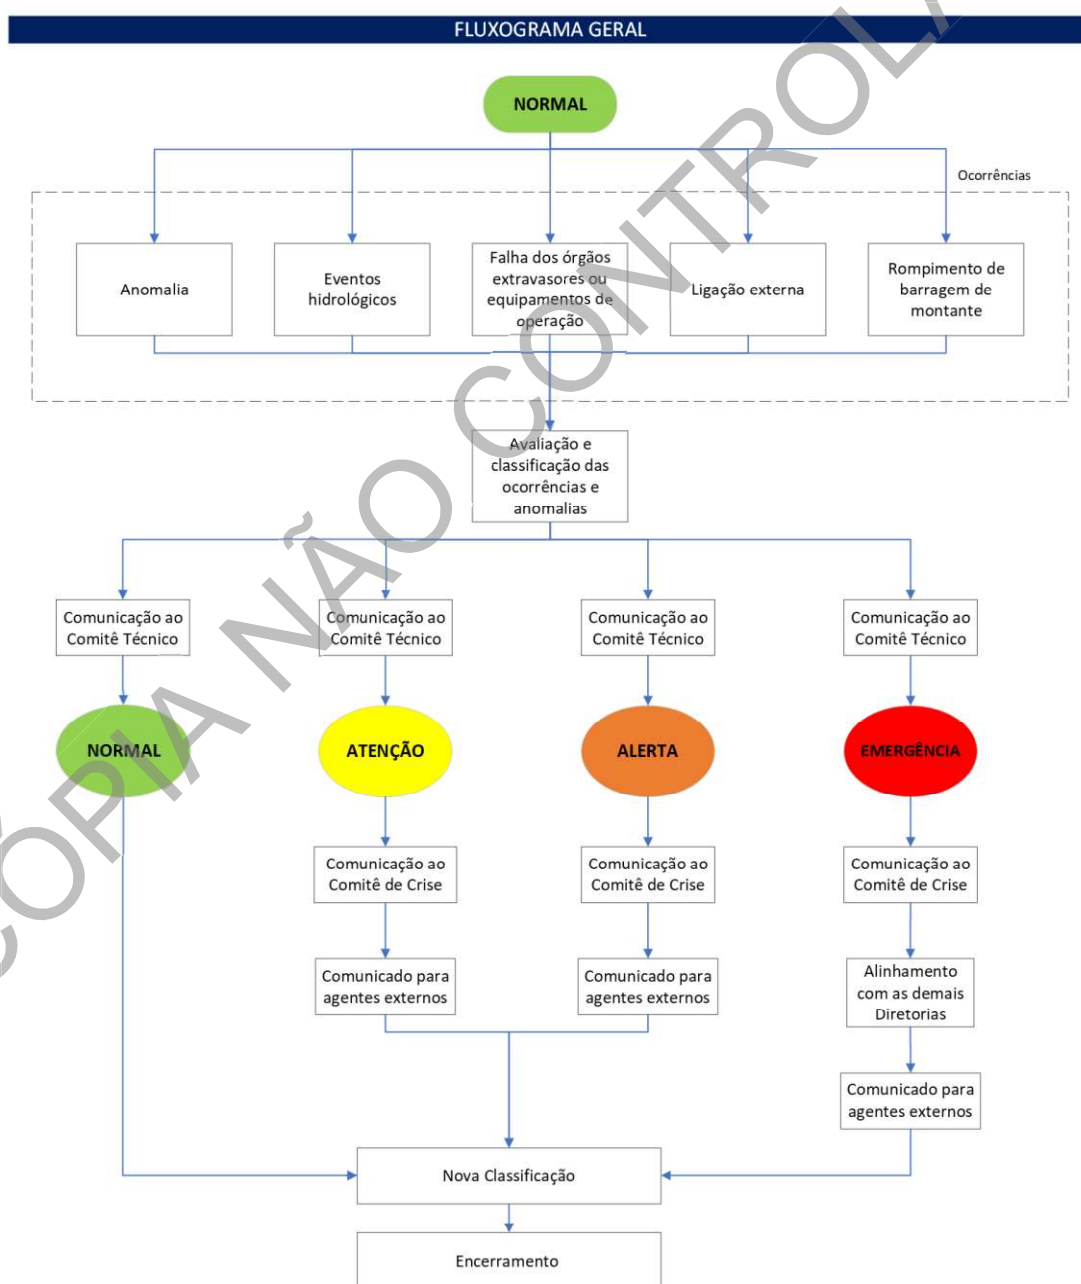 FLUXOGRAMA GERAL
NORMAL
Ocorrências
Anomalia
Eventos
hidrológicos
Falha dos órgãos
extravasores ou
equipamentos de
operação
Ligação externa
Rompimento de
barragem de
montante
Avaliação e
classificação das
ocorrências e
anomalias
Comunicação ao
Comitê Técnico
Comunicação ao
Comitê Técnico
Comunicação ao
Comitê Técnico
Comunicação ao
Comitê Técnico
NORMAL
ATENÇÃO
ALERTA
EMERGÊNCIA
Comunicação ao
Comitê de Crise
Comunicação ao
Comitê de Crise
Comunicação ao
Comitê de Crise
Comunicado para
agentes externos
Comunicado para
agentes externos
Alinhamento
com as demais
Diretorias
Comunicado para
agentes externos
Nova Classificação
Encerramento
CÓPIA NÃO CONTROLA